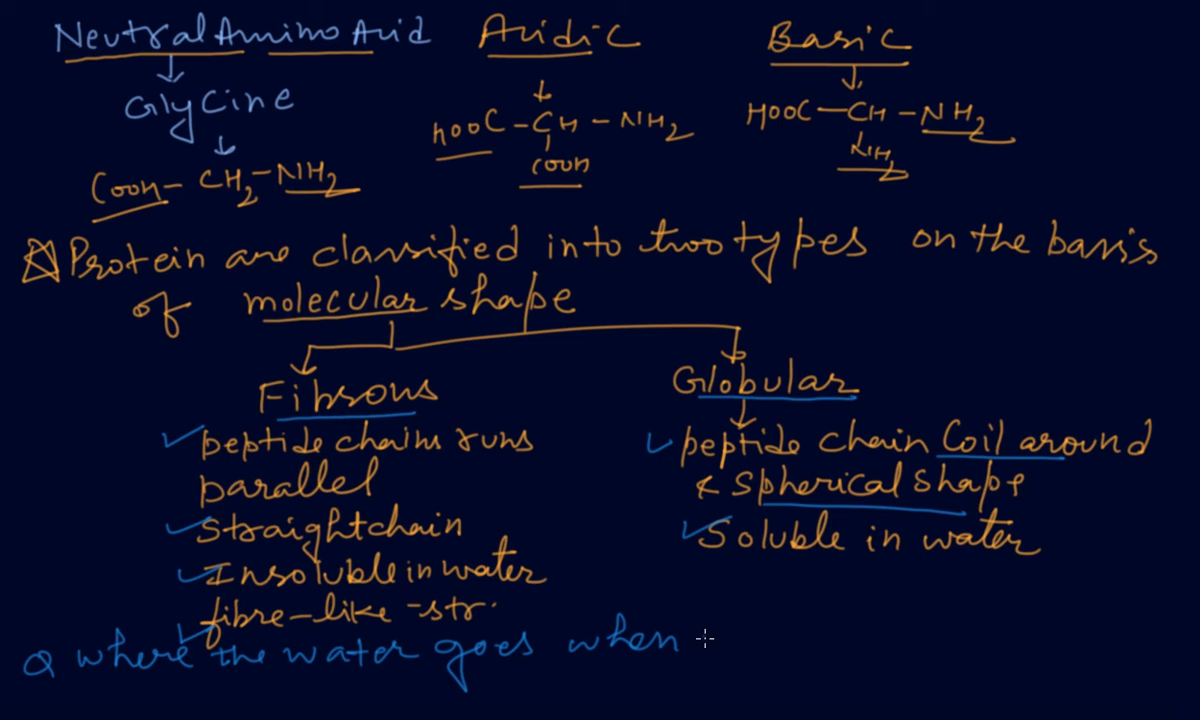 Neutral Amino Acid
Acidic
Basic
Glycine
HOOC-CH-NH2
COOH
HOOC-CH-NH2
NH2
COOH-CH2-NH2
Protein are classified into two types on the basis
of molecular shape
Fibrous
Globular
peptide chains runs
parallel
straight chain
Insoluble in water
fibre-like-str.
peptide chain Coil around
& spherical shape
Soluble in water
Q where the water goes when